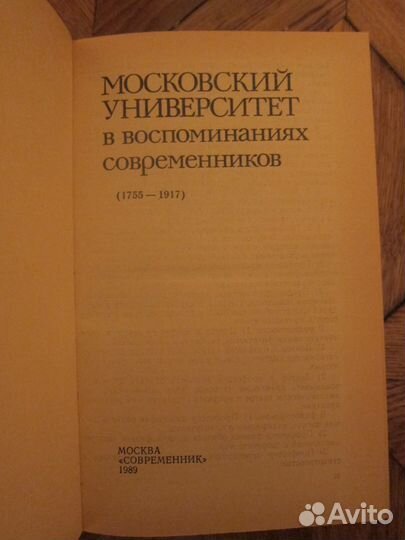 МОСКОВСКИЙ
УНИВЕРСИТЕТ
в воспоминаниях
современников
(1755—1917)
МОСКВА
«СОВРЕМЕННИК»
1989
Avito